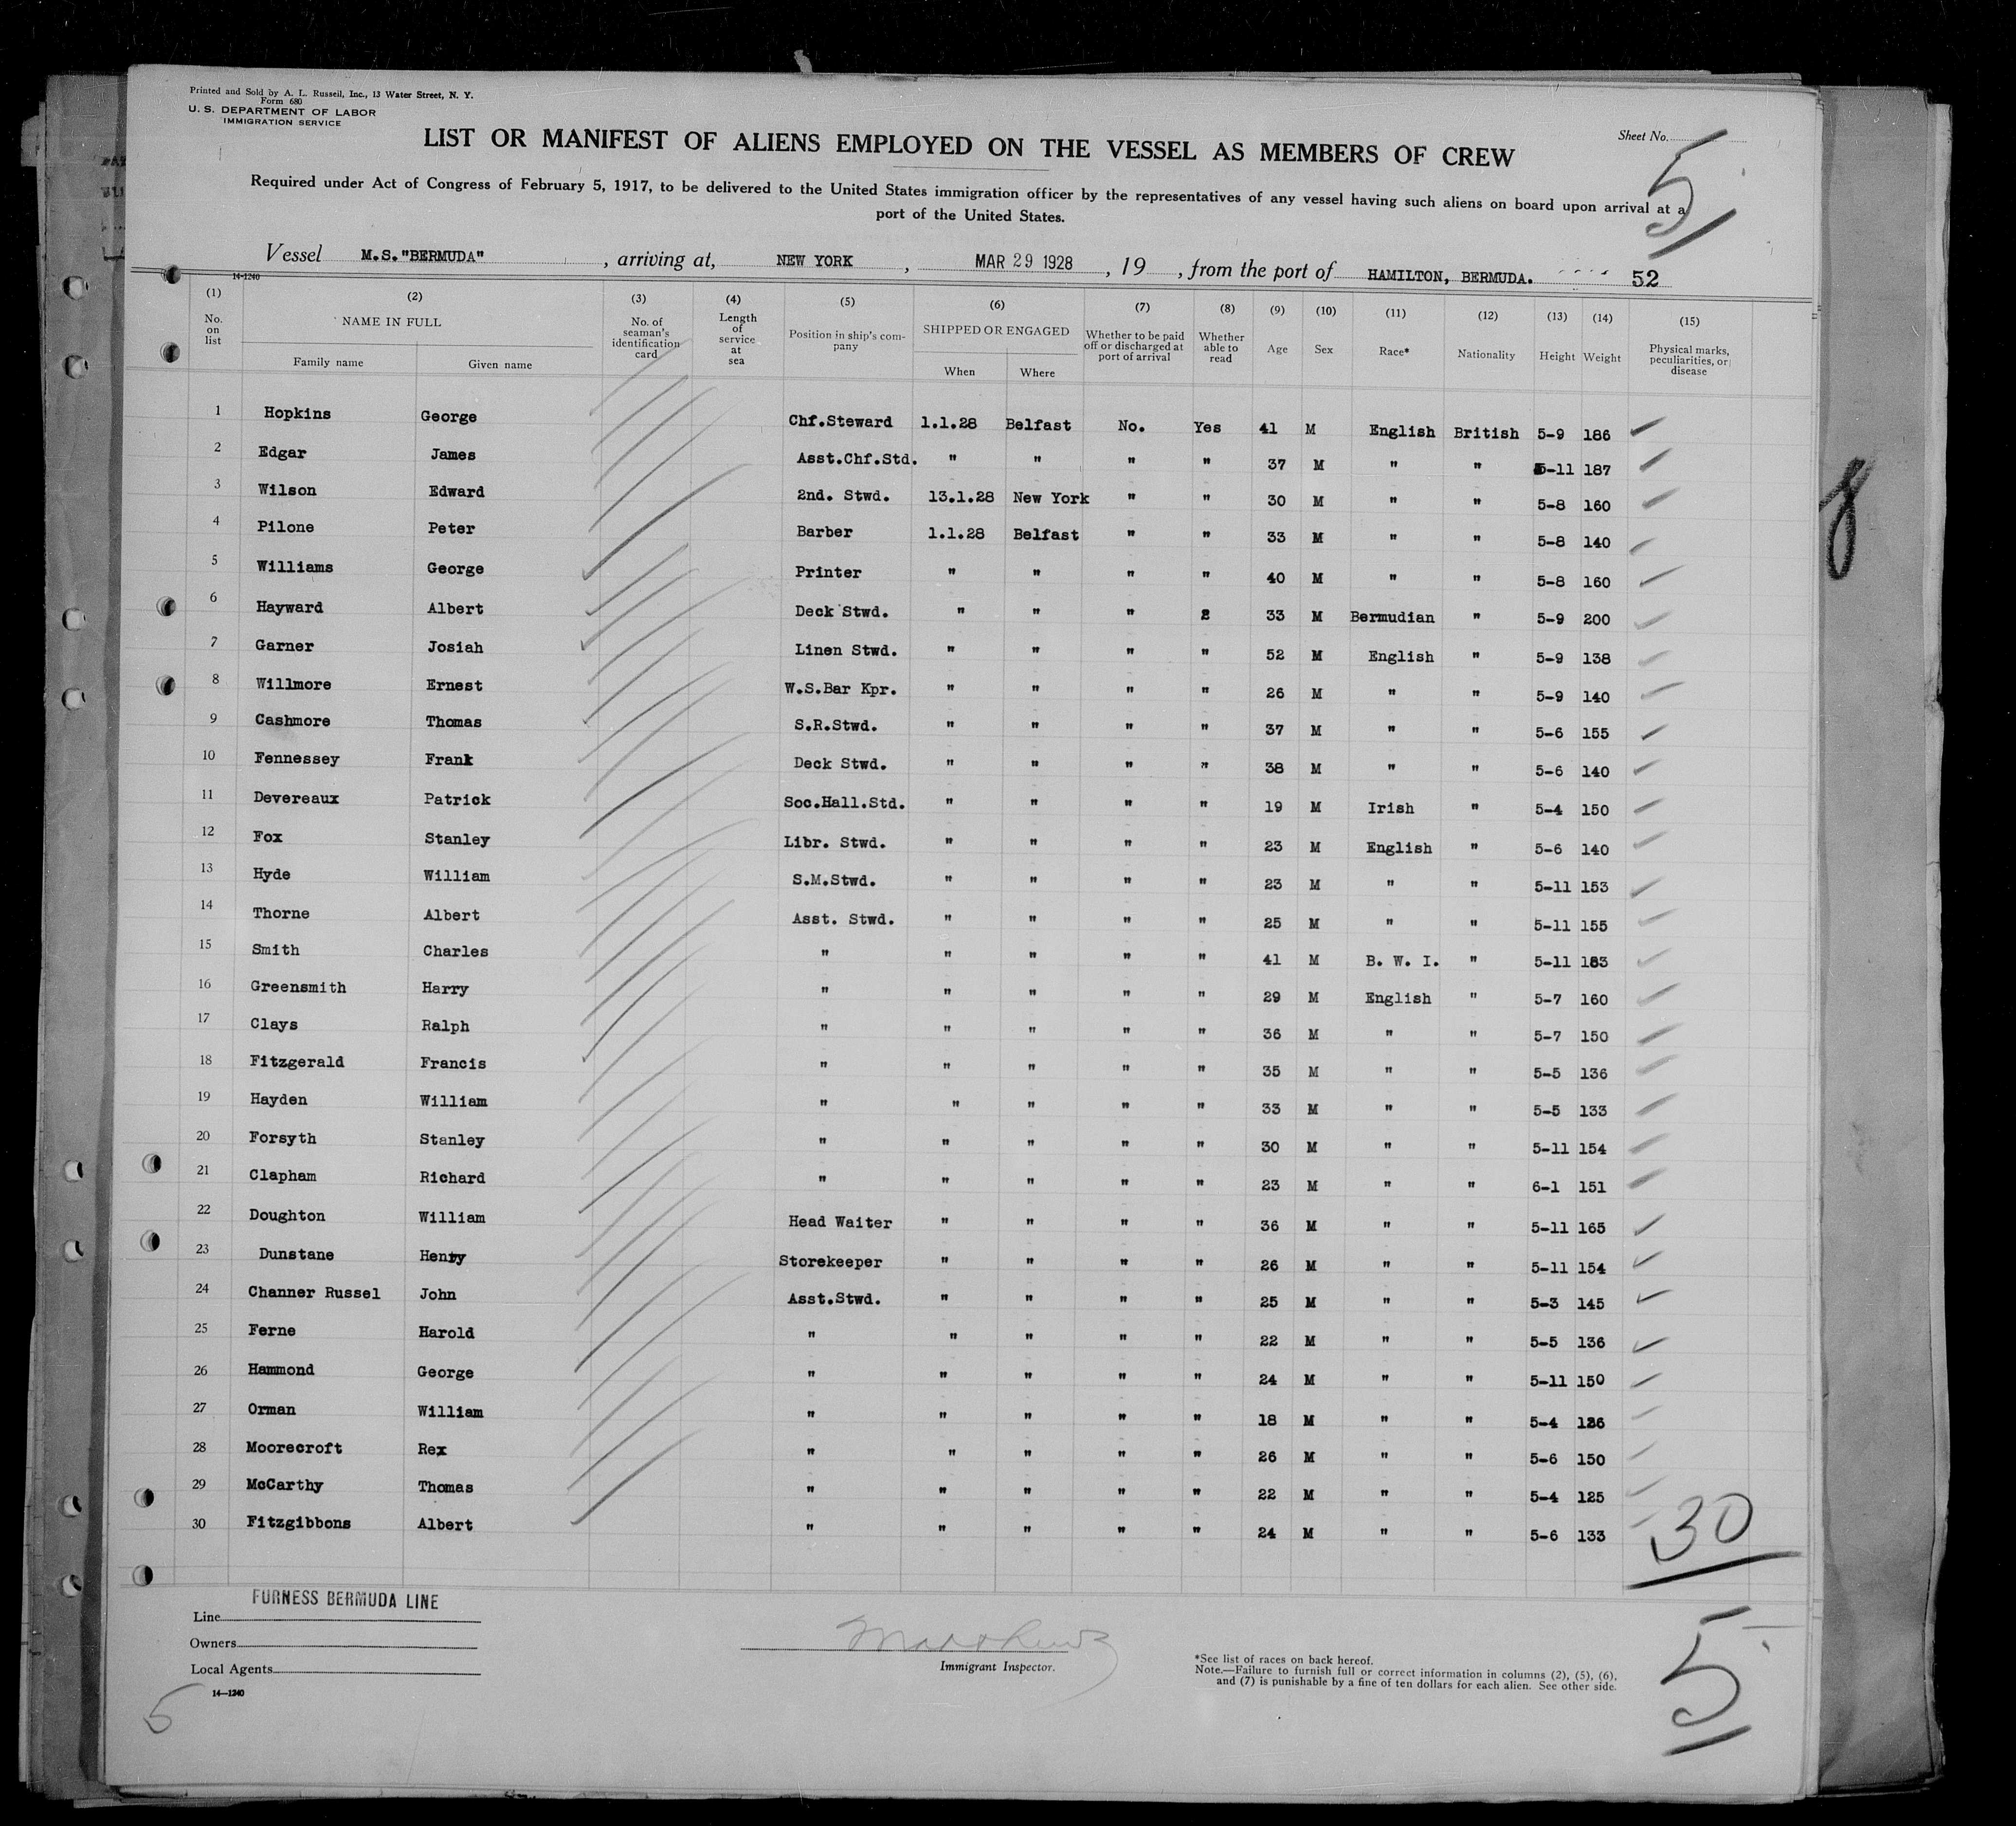 Printed and Sold by A. L. Russell, Inc., 13 Water Street, N. Y.
Form 680
U. S. DEPARTMENT OF LABOR
IMMIGRATION SERVICE
Sheet No.
5
LIST OR MANIFEST OF ALIENS EMPLOYED ON THE VESSEL AS MEMBERS OF CREW
Required under Act of Congress of February 5, 1917, to be delivered to the United States immigration officer by the representatives of any vessel having such aliens on board upon arrival at a
port of the United States.
Vessel M.S."BERMUDA" , arriving at, NEW YORK , MAR 29 1928 , 19 , from the port of HAMILTON, BERMUDA. 52
14-1240
(1) (2) (3) (4) (5) (6) (7) (8) (9) (10) (11) (12) (13) (14) (15)
No. on list NAME IN FULL Family name Given name No. of seaman's identification card Length of service at sea Position in ship's company SHIPPED OR ENGAGED When Where Whether to be paid off or discharged at port of arrival Whether able to read Age Sex Race* Nationality Height Weight Physical marks, peculiarities, or disease
1 Hopkins George Chf.Steward 1.1.28 Belfast No. Yes 41 M English British 5-9 186
2 Edgar James Asst.Chf.Std. " " " " 37 M " " 5-11 187
3 Wilson Edward 2nd. Stwd. 13.1.28 New York " " 30 M " " 5-8 160
4 Pilone Peter Barber 1.1.28 Belfast " " 33 M " " 5-8 140
5 Williams George Printer " " " " 40 M " " 5-8 160
6 Hayward Albert Deck Stwd. " " " 2 33 M Bermudian " 5-9 200
7 Garner Josiah Linen Stwd. " " " " 52 M English " 5-9 138
8 Willmore Ernest W.S.Bar Kpr. " " " " 26 M " " 5-9 140
9 Cashmore Thomas S.R.Stwd. " " " " 37 M " " 5-6 155
10 Fennessey Frank Deck Stwd. " " " " 38 M " " 5-6 140
11 Devereaux Patrick Soc.Hall.Std. " " " " 19 M Irish " 5-4 150
12 Fox Stanley Libr. Stwd. " " " " 23 M English " 5-6 140
13 Hyde William S.M.Stwd. " " " " 23 M " " 5-11 153
14 Thorne Albert Asst. Stwd. " " " " 25 M " " 5-11 155
15 Smith Charles " " " " " 41 M B. W. I. " 5-11 183
16 Greensmith Harry " " " " " 29 M English " 5-7 160
17 Clays Ralph " " " " " 36 M " " 5-7 150
18 Fitzgerald Francis " " " " " 35 M " " 5-5 136
19 Hayden William " " " " " 33 M " " 5-5 133
20 Forsyth Stanley " " " " " 30 M " " 5-11 154
21 Clapham Richard " " " " " 23 M " " 6-1 151
22 Doughton William Head Waiter " " " " 36 M " " 5-11 165
23 Dunstane Henry Storekeeper " " " " 26 M " " 5-11 154
24 Channer Russel John Asst.Stwd. " " " " 25 M " " 5-3 145
25 Ferne Harold " " " " " 22 M " " 5-5 136
26 Hammond George " " " " " 24 M " " 5-11 150
27 Orman William " " " " " 18 M " " 5-4 126
28 Moorecroft Rex " " " " " 26 M " " 5-6 150
29 McCarthy Thomas " " " " " 22 M " " 5-4 125
30 Fitzgibbons Albert " " " " " 24 M " " 5-6 133
30
8
FURNESS BERMUDA LINE
Line
Owners
Local Agents
14-1240
Immigrant Inspector.
*See list of races on back hereof.
Note.—Failure to furnish full or correct information in columns (2), (5), (6),
and (7) is punishable by a fine of ten dollars for each alien. See other side.
5
5